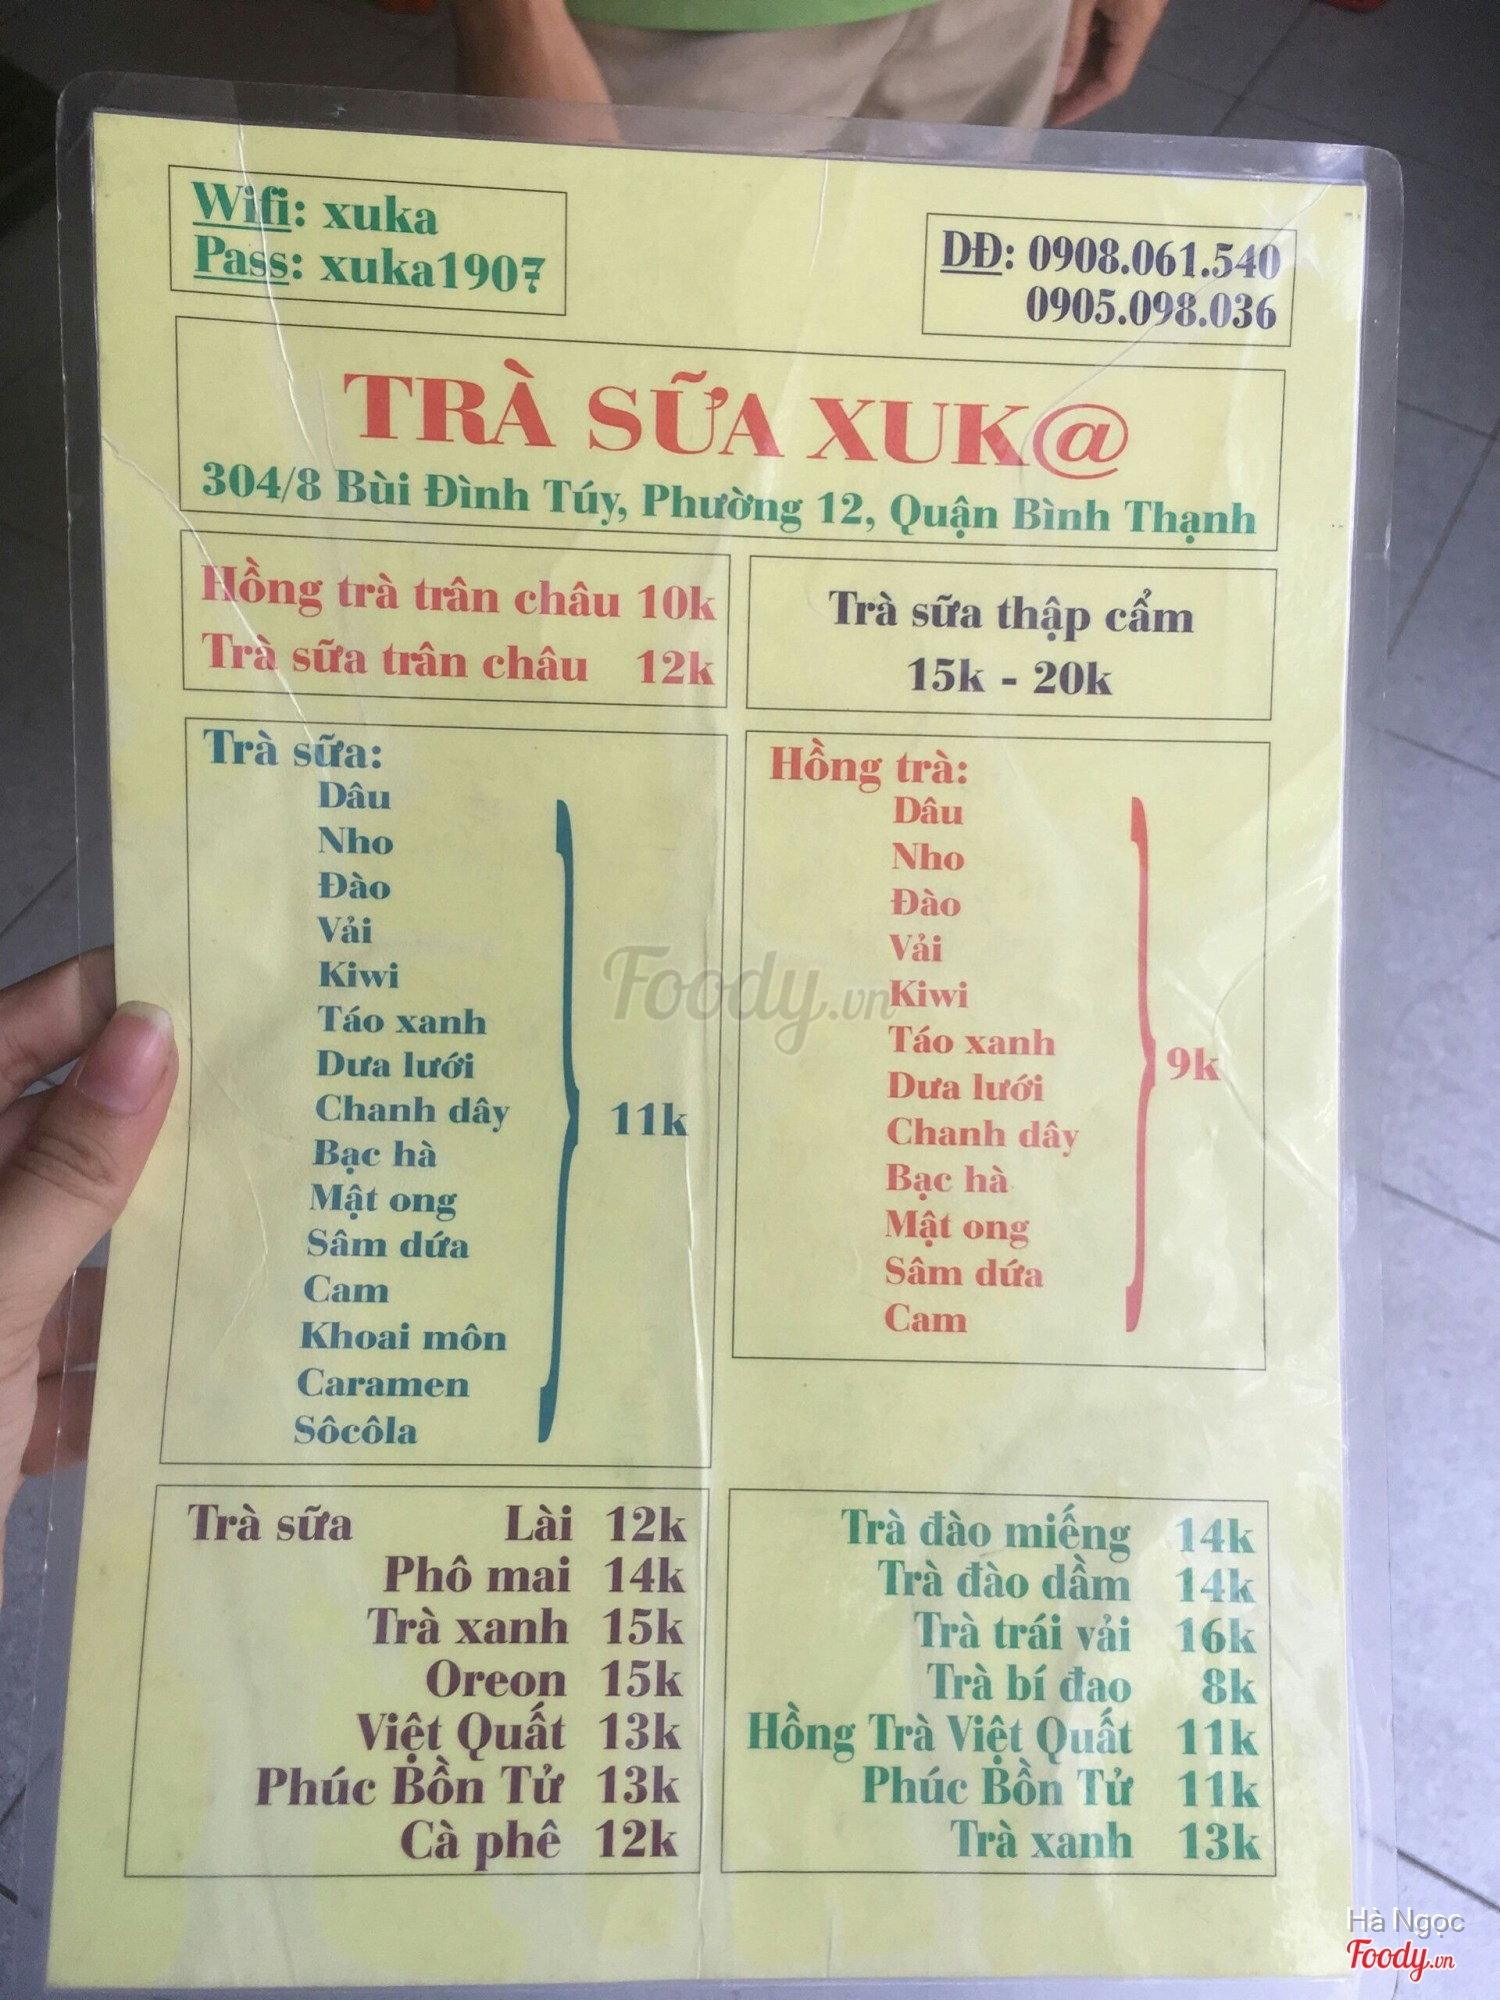 Wifi: xuka
Pass: xuka1907
DĐ: 0908.061.540
0905.098.036
TRÀ SỮA XUK@
304/8 Bùi Đình Túy, Phường 12, Quận Bình Thạnh
Hồng trà trân châu 10k
Trà sữa trân châu 12k
Trà sữa thập cẩm
15k - 20k
Trà sữa:
Dâu
Nho
Đào
Vải
Kiwi
Táo xanh
Dưa lưới
Chanh dây
Bạc hà
Mật ong
Sâm dứa
Cam
Khoai môn
Caramen
Sôcôla
11k
Hồng trà:
Dâu
Nho
Đào
Vải
Kiwi
Táo xanh
Dưa lưới
Chanh dây
Bạc hà
Mật ong
Sâm dứa
Cam
9k
Trà sữa Lài 12k
Phô mai 14k
Trà xanh 15k
Oreon 15k
Việt Quất 13k
Phúc Bồn Tử 13k
Cà phê 12k
Trà đào miếng 14k
Trà đào dầm 14k
Trà trái vải 16k
Trà bí đao 8k
Hồng Trà Việt Quất 11k
Phúc Bồn Tử 11k
Trà xanh 13k
Foody.vn
Hà Ngọc
Foody.vn